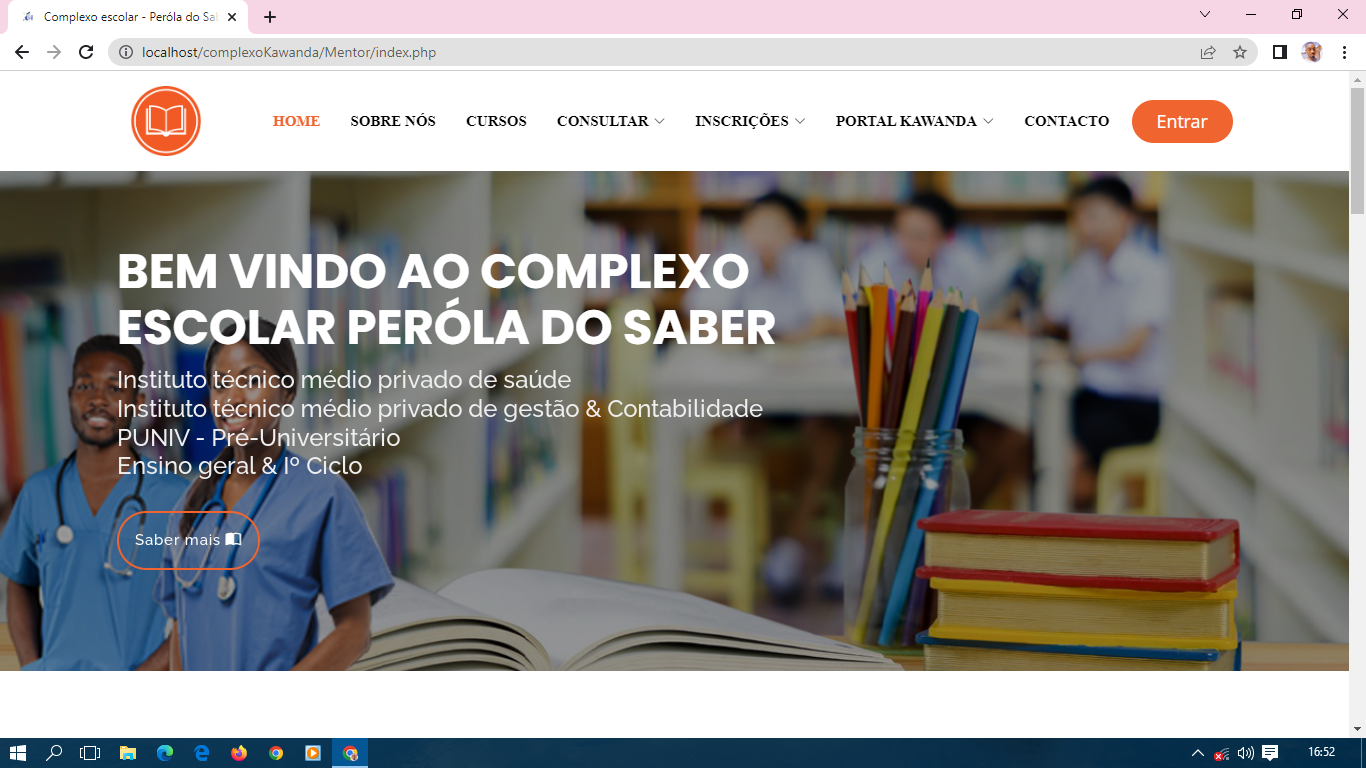 Complexo escolar - Peróla do Sal
localhost/complexoKawanda/Mentor/index.php
HOME
SOBRE NÓS
CURSOS
CONSULTAR
INSCRIÇÕES
PORTAL KAWANDA
CONTACTO
Entrar
BEM VINDO AO COMPLEXO
ESCOLAR PERÓLA DO SABER
Instituto técnico médio privado de saúde
Instituto técnico médio privado de gestão & Contabilidade
PUNIV - Pré-Universitário
Ensino geral & Iº Ciclo
Saber mais
16:52